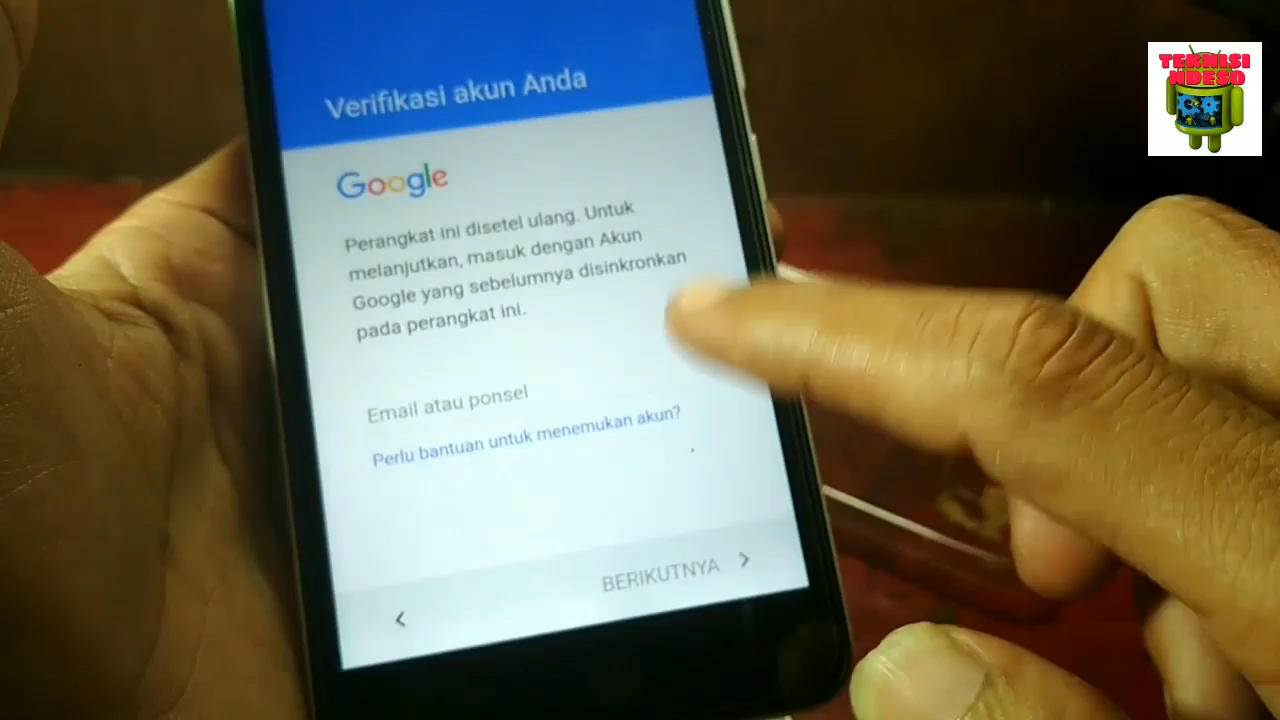 Verifikasi akun Anda
Google
Perangkat ini disetel ulang. Untuk
melanjutkan, masuk dengan Akun
Google yang sebelumnya disinkronkan
pada perangkat ini.
Email atau ponsel
Perlu bantuan untuk menemukan akun?
BERIKUTNYA
TEKNISI
NDESO